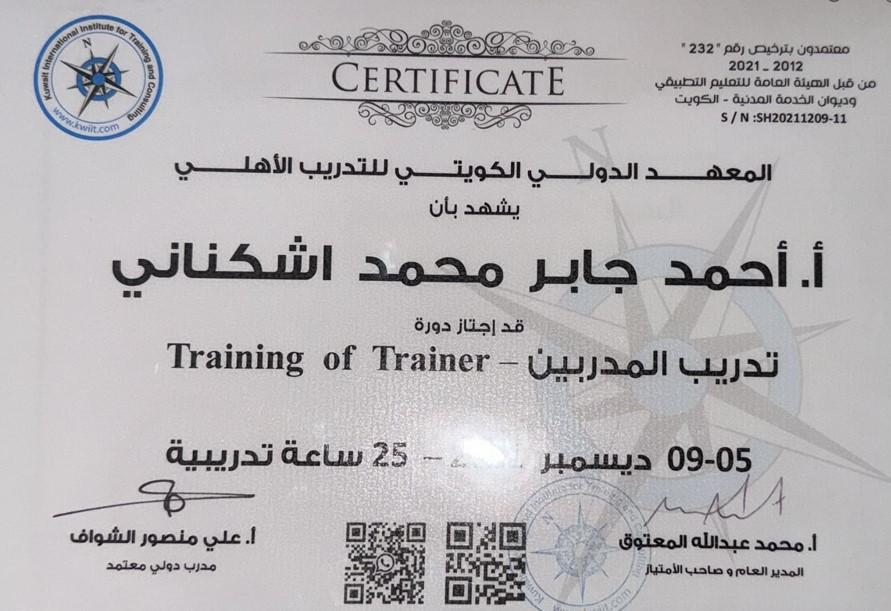 Kuwait International Institute for Training and Consulting
www.kwiit.com
N
CERTIFICATE
معتمدون بترخيص رقم " 232 "
2012 _ 2021
من قبل الهيئة العامة للتعليم التطبيقي
وديوان الخدمة المدنية - الكويت
S / N :SH20211209-11
المعهد الدولي الكويتي للتدريب الأهلي
يشهد بأن
أ. أحمد جابر محمد اشكناني
قد إجتاز دورة
تدريب المدربين – Training of Trainer
09-05 ديسمبر – 25 ساعة تدريبية
أ. محمد عبدالله المعتوق
المدير العام و صاحب الأمتياز
أ. علي منصور الشواف
مدرب دولي معتمد